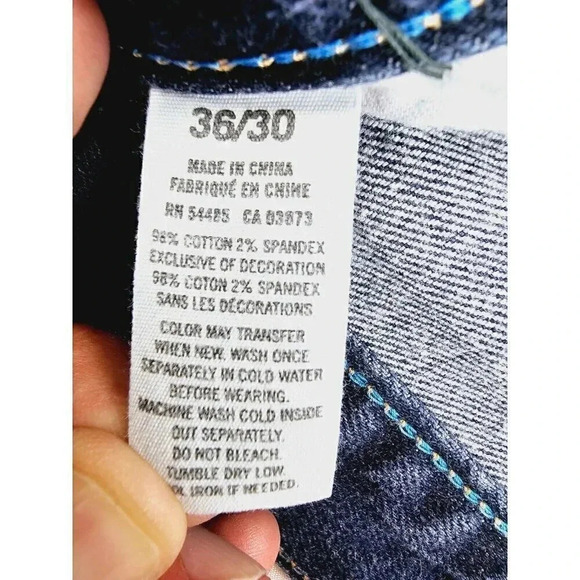 36/30
MADE IN CHINA
FABRIQUÉ EN CHINE
RN 54485 CA 03673
98% COTTON 2% SPANDEX
EXCLUSIVE OF DECORATION
98% COTON 2% SPANDEX
SANS LES DÉCORATIONS
COLOR MAY TRANSFER
WHEN NEW. WASH ONCE
SEPARATELY IN COLD WATER
BEFORE WEARING.
MACHINE WASH COLD INSIDE
OUT SEPARATELY.
DO NOT BLEACH.
TUMBLE DRY LOW.
OL IRON IF NEEDED.